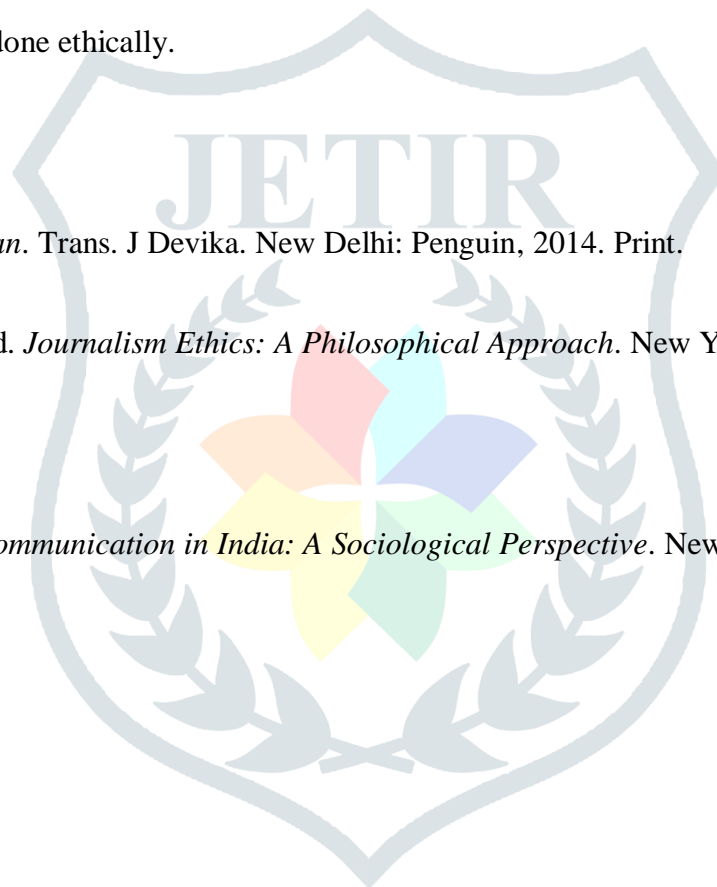 done ethically.
JETIR
n. Trans. J Devika. New Delhi: Penguin, 2014. Print.
d. Journalism Ethics: A Philosophical Approach. New Y
ommunication in India: A Sociological Perspective. New